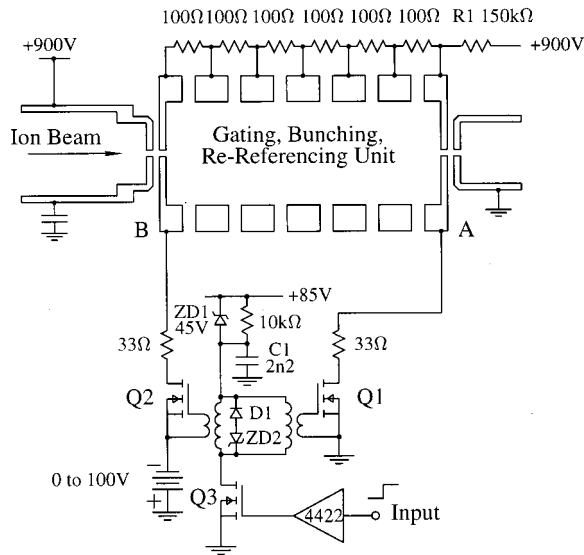 100Ω 100Ω 100Ω 100Ω 100Ω 100Ω R1 150kΩ
+900V
+900V
Ion Beam
Gating, Bunching,
Re-Referencing Unit
B
A
+85V
ZD1
45V
10kΩ
33Ω
C1
2n2
33Ω
Q2
D1
Q1
ZD2
−
0 to 100V
+
Q3
4422
Input